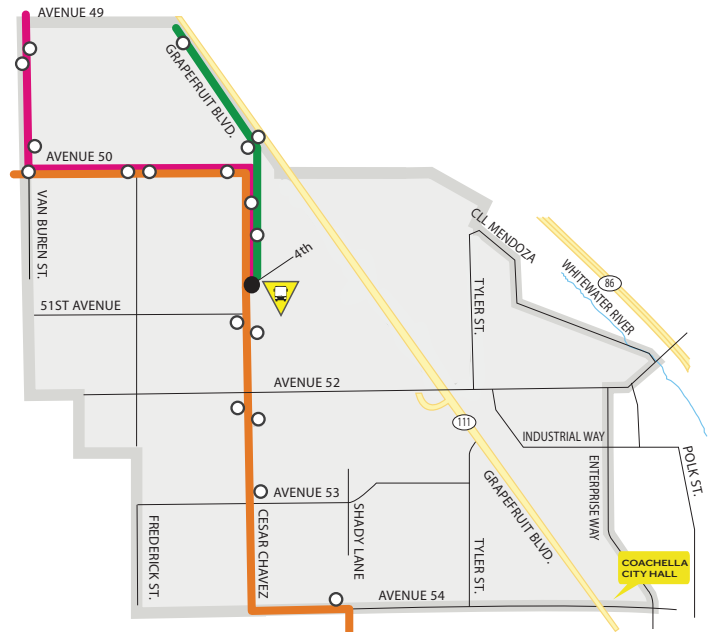 AVENUE 49
GRAPEFRUIT BLVD.
AVENUE 50
VAN BUREN ST.
CLL MENDOZA
4th
WHITEWATER RIVER
86
TYLER ST.
51ST AVENUE
AVENUE 52
111
INDUSTRIAL WAY
POLK ST.
ENTERPRISE WAY
GRAPEFRUIT BLVD.
AVENUE 53
SHADY LANE
CESAR CHAVEZ
FREDERICK ST.
TYLER ST.
COACHELLA
CITY HALL
AVENUE 54